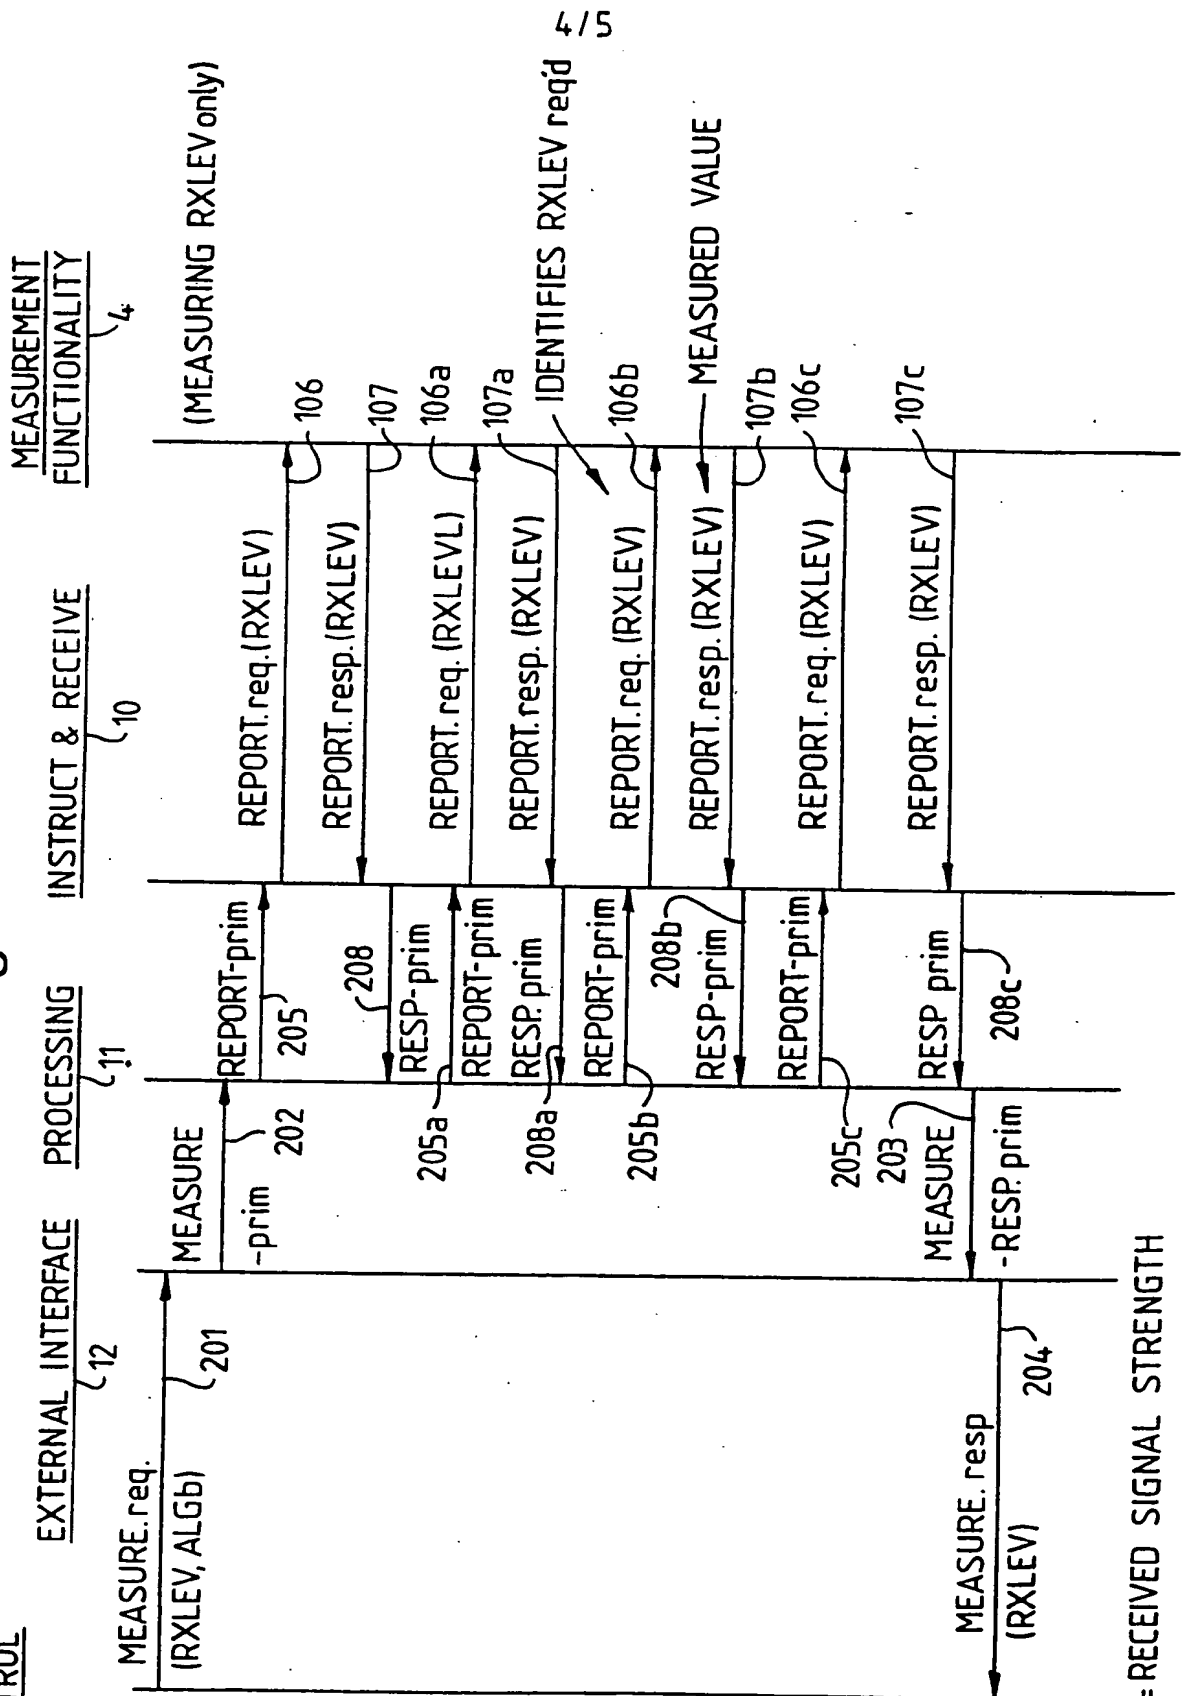 4/5
MEASUREMENT
FUNCTIONALITY
4
INSTRUCT & RECEIVE
10
PROCESSING
11
EXTERNAL INTERFACE
12
(MEASURING RXLEV only)
MEASURE.req.
(RXLEV, ALGb)
201
MEASURE
-prim
202
REPORT-prim
205
REPORT.req.(RXLEV)
106
REPORT.resp.(RXLEV)
107
208
RESP-prim
205a
REPORT-prim
REPORT.req. (RXLEVL)
106a
REPORT.resp. (RXLEV)
107a
RESP.prim
208a
IDENTIFIES RXLEV req'd
REPORT-prim
205b
REPORT.req. (RXLEV)
106b
REPORT.resp. (RXLEV)
MEASURED VALUE
107b
208b
RESP-prim
REPORT-prim
205c
REPORT.req. (RXLEV)
106c
REPORT.resp. (RXLEV)
107c
RESP prim
208c
203
MEASURE
-RESP.prim
MEASURE.resp
(RXLEV)
204
=RECEIVED SIGNAL STRENGTH